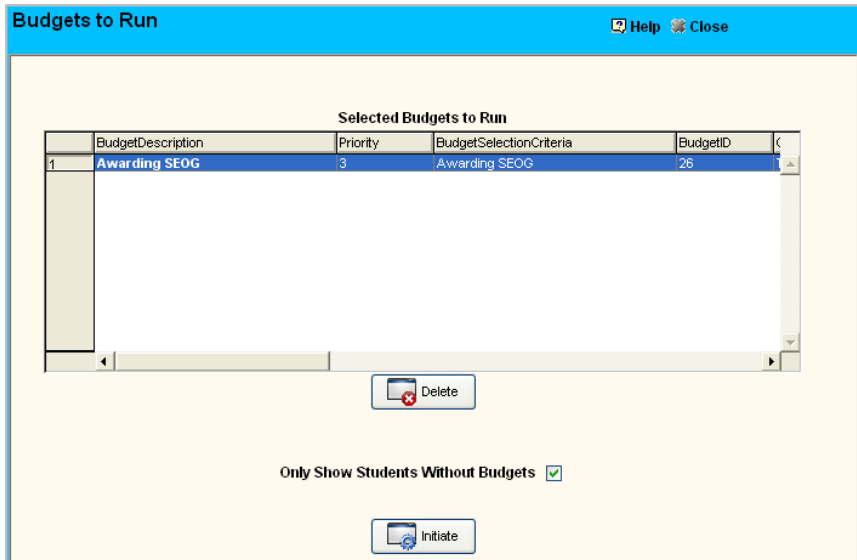 Budgets to Run
Help Close
Selected Budgets to Run
BudgetDescription Priority BudgetSelectionCriteria BudgetID
1 Awarding SEOG 3 Awarding SEOG 26
Delete
Only Show Students Without Budgets
Initiate